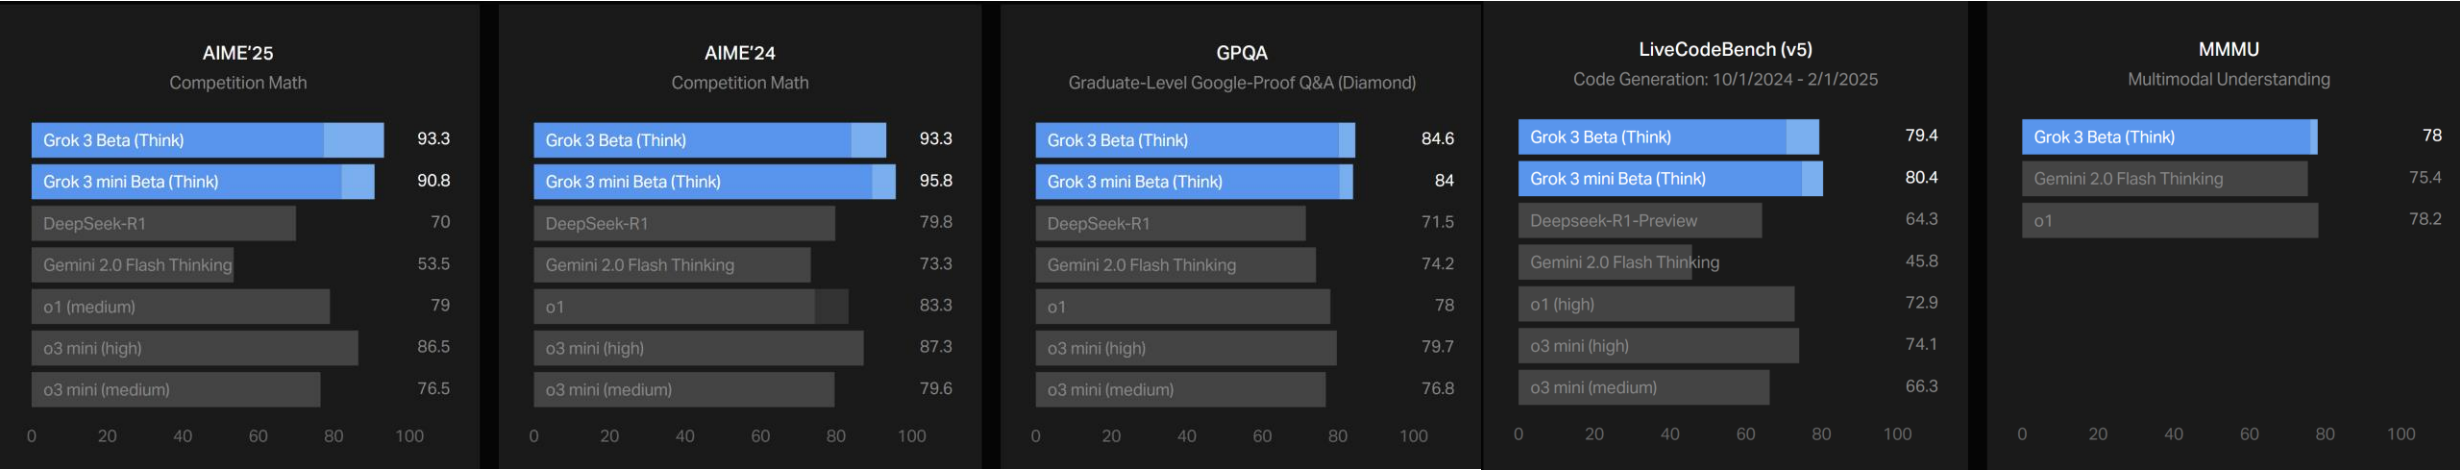 AIME'25
Competition Math
Grok 3 Beta (Think) 93.3
Grok 3 mini Beta (Think) 90.8
DeepSeek-R1 70
Gemini 2.0 Flash Thinking 53.5
o1 (medium) 79
o3 mini (high) 86.5
o3 mini (medium) 76.5
0 20 40 60 80 100
AIME'24
Competition Math
Grok 3 Beta (Think) 93.3
Grok 3 mini Beta (Think) 95.8
DeepSeek-R1 79.8
Gemini 2.0 Flash Thinking 73.3
o1 83.3
o3 mini (high) 87.3
o3 mini (medium) 79.6
0 20 40 60 80 100
GPQA
Graduate-Level Google-Proof Q&A (Diamond)
Grok 3 Beta (Think) 84.6
Grok 3 mini Beta (Think) 84
DeepSeek-R1 71.5
Gemini 2.0 Flash Thinking 74.2
o1 78
o3 mini (high) 79.7
o3 mini (medium) 76.8
0 20 40 60 80 100
LiveCodeBench (v5)
Code Generation: 10/1/2024 - 2/1/2025
Grok 3 Beta (Think) 79.4
Grok 3 mini Beta (Think) 80.4
Deepseek-R1-Preview 64.3
Gemini 2.0 Flash Thinking 45.8
o1 (high) 72.9
o3 mini (high) 74.1
o3 mini (medium) 66.3
0 20 40 60 80 100
MMMU
Multimodal Understanding
Grok 3 Beta (Think) 78
Gemini 2.0 Flash Thinking 75.4
o1 78.2
0 20 40 60 80 100